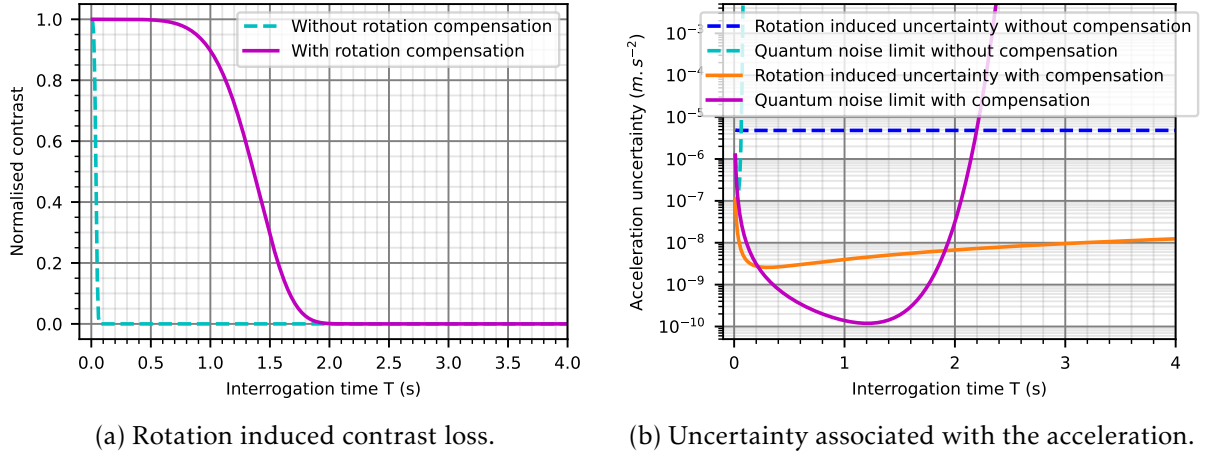 Normalised contrast
1.0
0.8
0.6
0.4
0.2
0.0
Without rotation compensation
With rotation compensation
0.0 0.5 1.0 1.5 2.0 2.5 3.0 3.5 4.0
Interrogation time T (s)
(a) Rotation induced contrast loss.
Acceleration uncertainty (m. s⁻²)
10⁻³
10⁻⁴
10⁻⁵
10⁻⁶
10⁻⁷
10⁻⁸
10⁻⁹
10⁻¹⁰
Rotation induced uncertainty without compensation
Quantum noise limit without compensation
Rotation induced uncertainty with compensation
Quantum noise limit with compensation
0 1 2 3 4
Interrogation time T (s)
(b) Uncertainty associated with the acceleration.